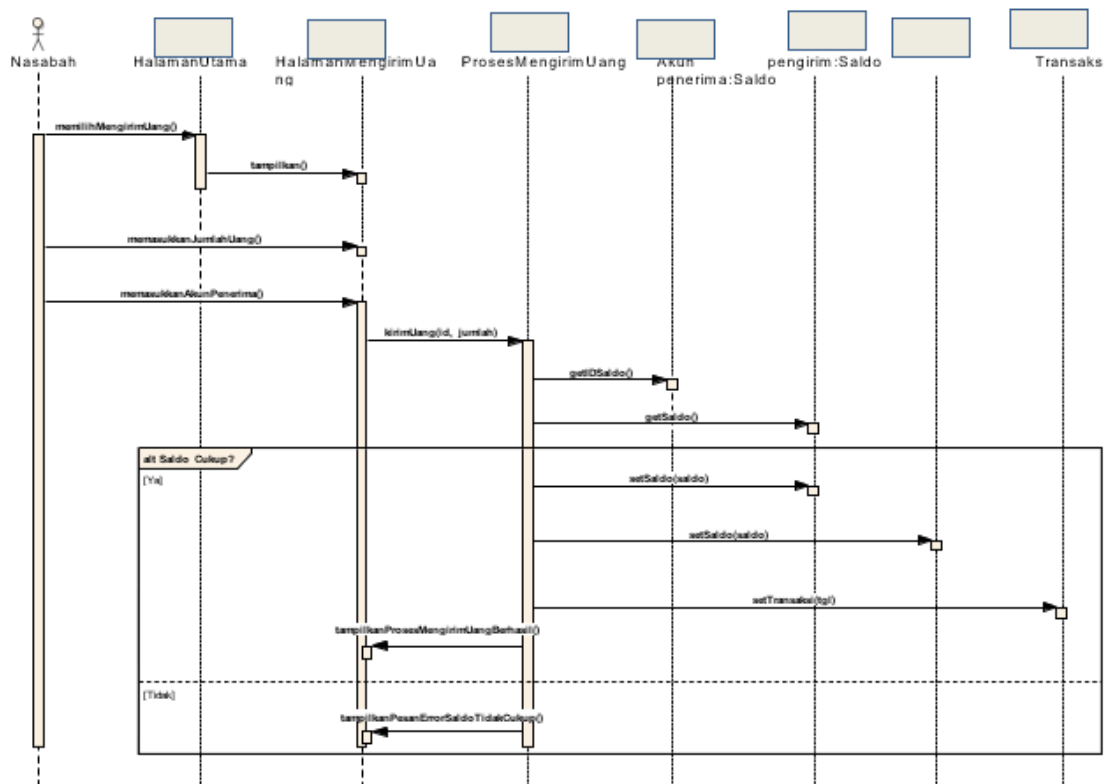 Nasabah
HalamanUtama
HalamanMengirimUa
ng
ProsesMengirimUang
Akun
penerima:Saldo
pengirim:Saldo
Transaks
memilihMengirimUang()
tampilkan()
memasukkanJumlahUang()
memasukkanAkunPenerima()
kirimUang(id, jumlah)
getIDSaldo()
getSaldo()
alt Saldo Cukup?
[Ya]
setSaldo(saldo)
setSaldo(saldo)
setTransaksi(tgl)
tampilkanProsesMengirimUangBerhasil()
[Tidak]
tampilkanPesanErrorSaldoTidakCukup()